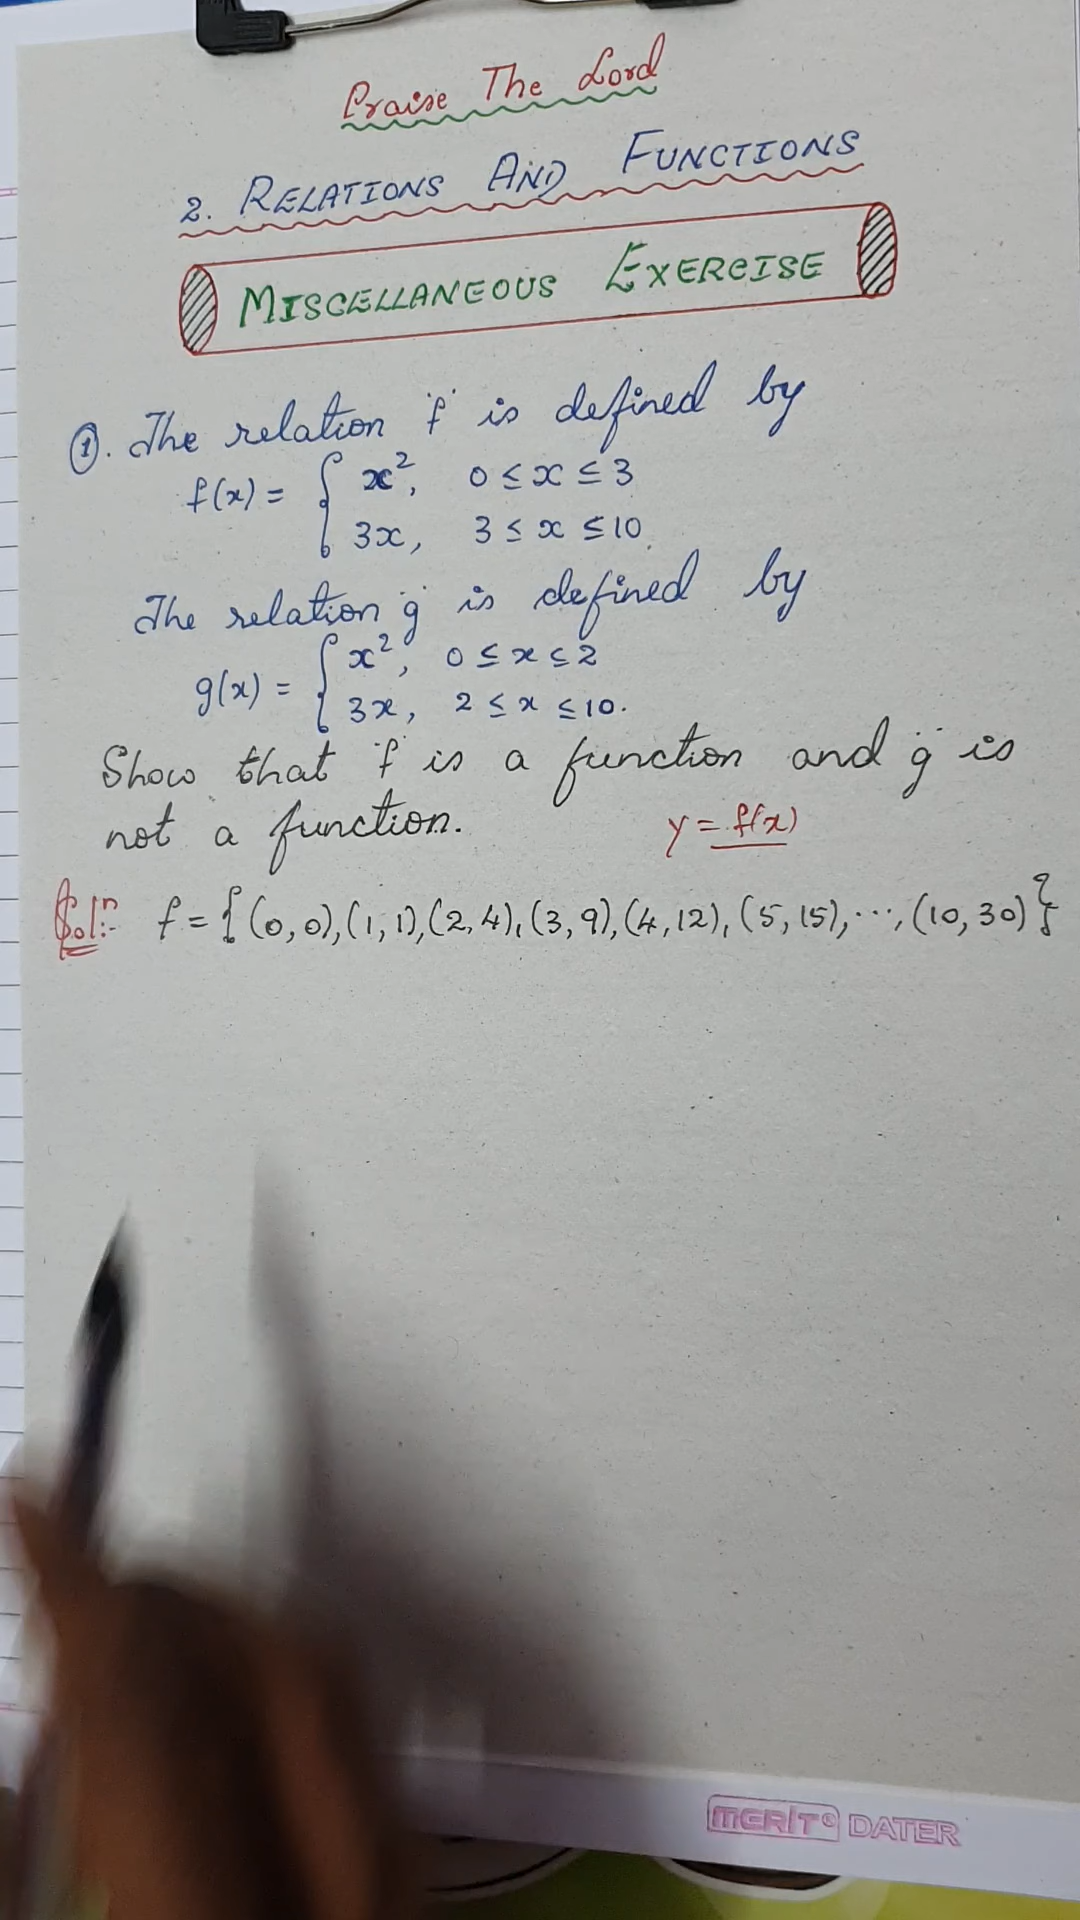 Praise The Lord
2. RELATIONS AND FUNCTIONS
MISCELLANEOUS EXERCISE
①. The relation 'f' is defined by
f(x) = { x², 0 ≤ x ≤ 3
3x, 3 ≤ x ≤ 10.
The relation 'g' is defined by
g(x) = { x², 0 ≤ x ≤ 2
3x, 2 ≤ x ≤ 10.
Show that 'f' is a function and 'g' is
not a function. y = f(x)
Solⁿ:- f = {(0,0),(1,1),(2,4),(3,9),(4,12),(5,15),...,(10,30)}
MERIT® DATER